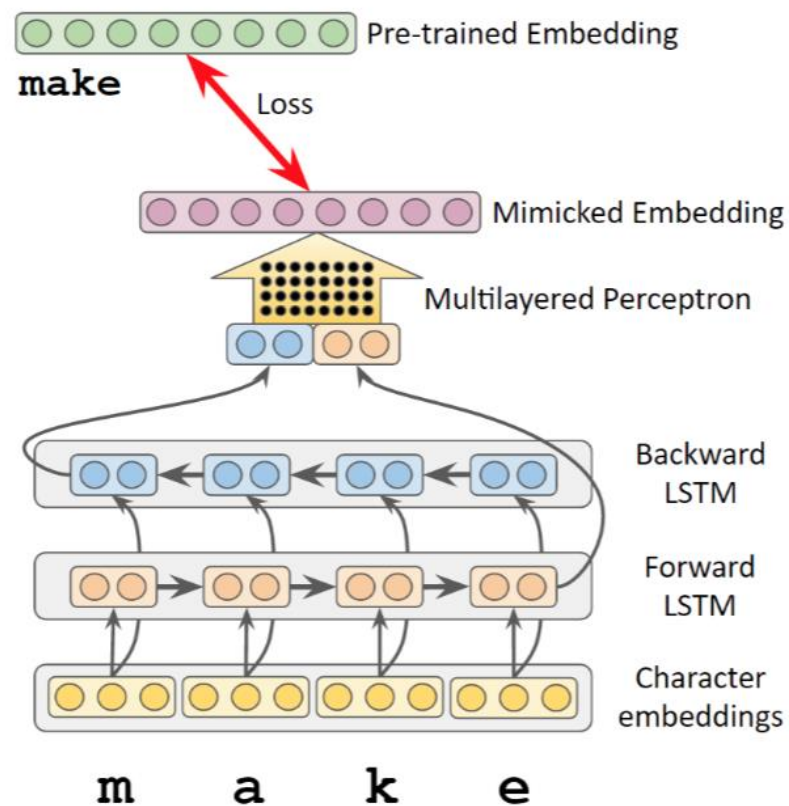 Pre-trained Embedding
make
Loss
Mimicked Embedding
Multilayered Perceptron
Backward
LSTM
Forward
LSTM
Character
embeddings
m a k e